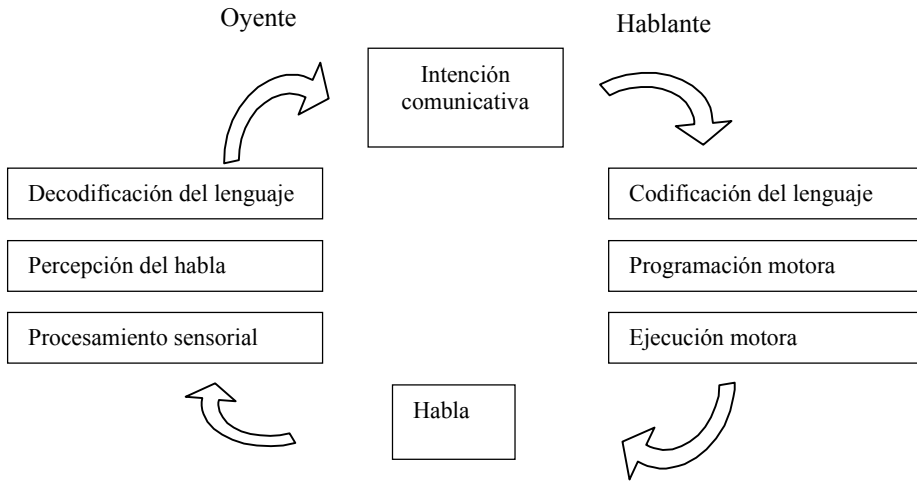 Oyente
Hablante
Intención
comunicativa
Decodificación del lenguaje
Codificación del lenguaje
Percepción del habla
Programación motora
Procesamiento sensorial
Ejecución motora
Habla